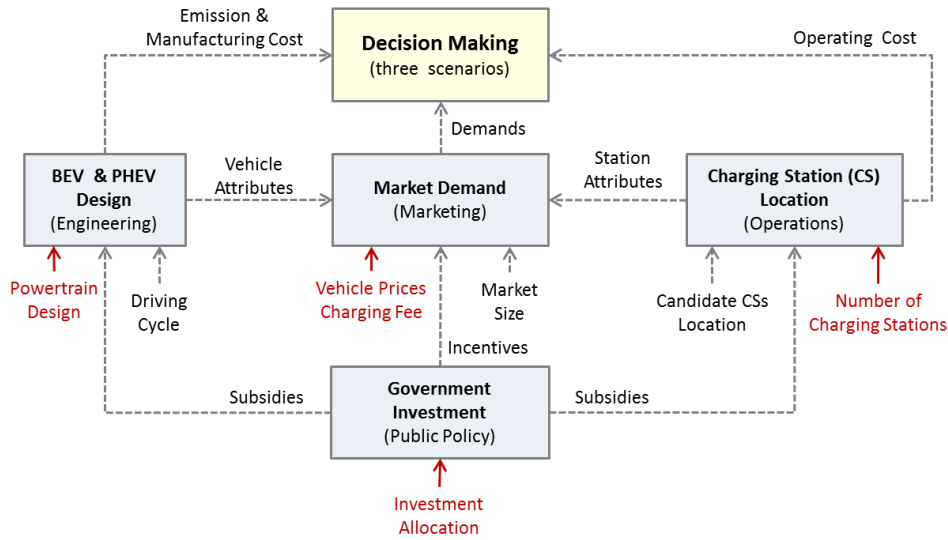 Emission &
Manufacturing Cost
Decision Making
(three scenarios)
Operating Cost
Demands
BEV & PHEV
Design
(Engineering)
Vehicle
Attributes
Market Demand
(Marketing)
Station
Attributes
Charging Station (CS)
Location
(Operations)
Powertrain
Design
Driving
Cycle
Vehicle Prices
Charging Fee
Market
Size
Candidate CSs
Location
Number of
Charging Stations
Incentives
Subsidies
Government
Investment
(Public Policy)
Subsidies
Investment
Allocation